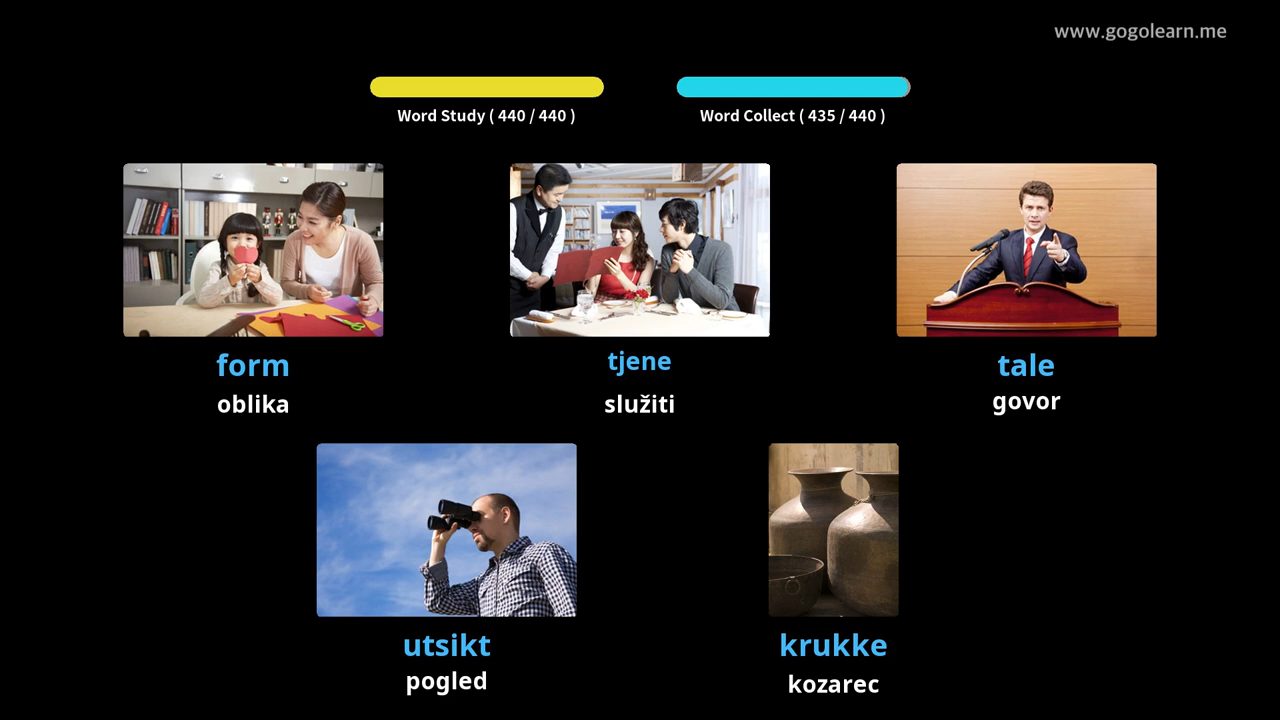 www.gogolearn.me
Word Study ( 440 / 440 )
Word Collect ( 435 / 440 )
form
tjene
tale
oblika
služiti
govor
utsikt
krukke
pogled
kozarec